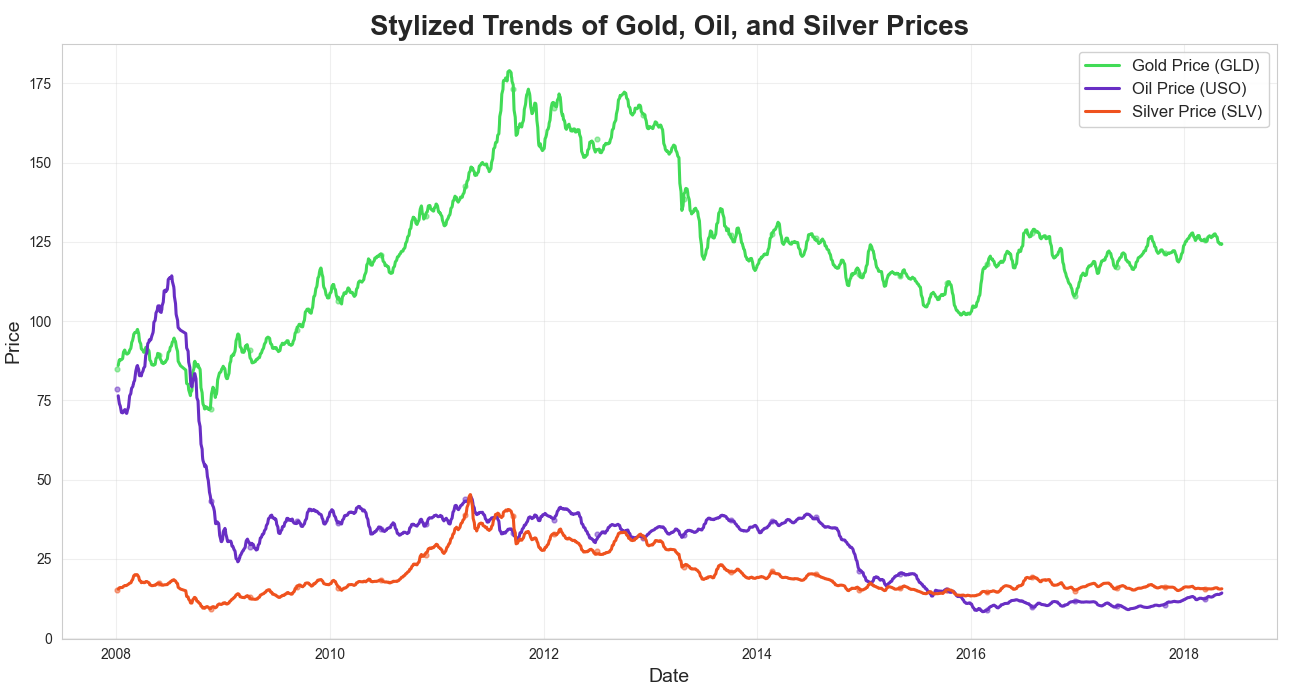 Stylized Trends of Gold, Oil, and Silver Prices
Gold Price (GLD)
Oil Price (USO)
Silver Price (SLV)
Price
175
150
125
100
75
50
25
0
2008
2010
2012
2014
2016
2018
Date